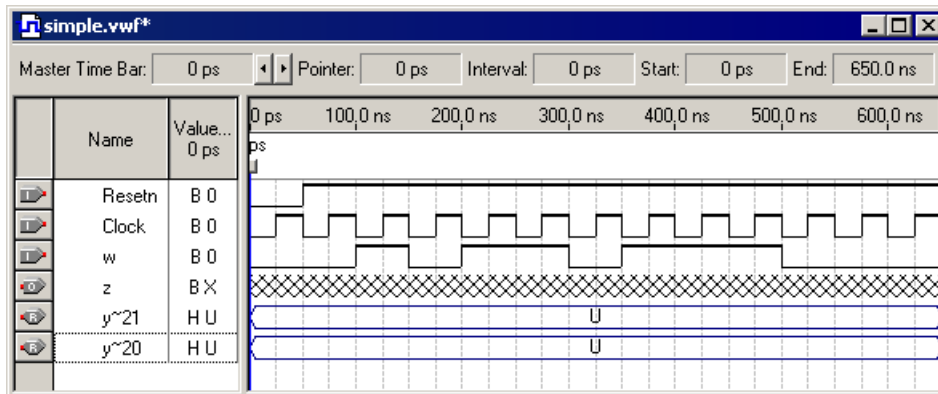 simple.vwf*
Master Time Bar: 0 ps Pointer: 0 ps Interval: 0 ps Start: 0 ps End: 650.0 ns
Name Value... 0 ps
0 ps 100.0 ns 200.0 ns 300.0 ns 400.0 ns 500.0 ns 600.0 ns
ps
Resetn B 0
Clock B 0
w B 0
z B X
y~21 H U U
y~20 H U U